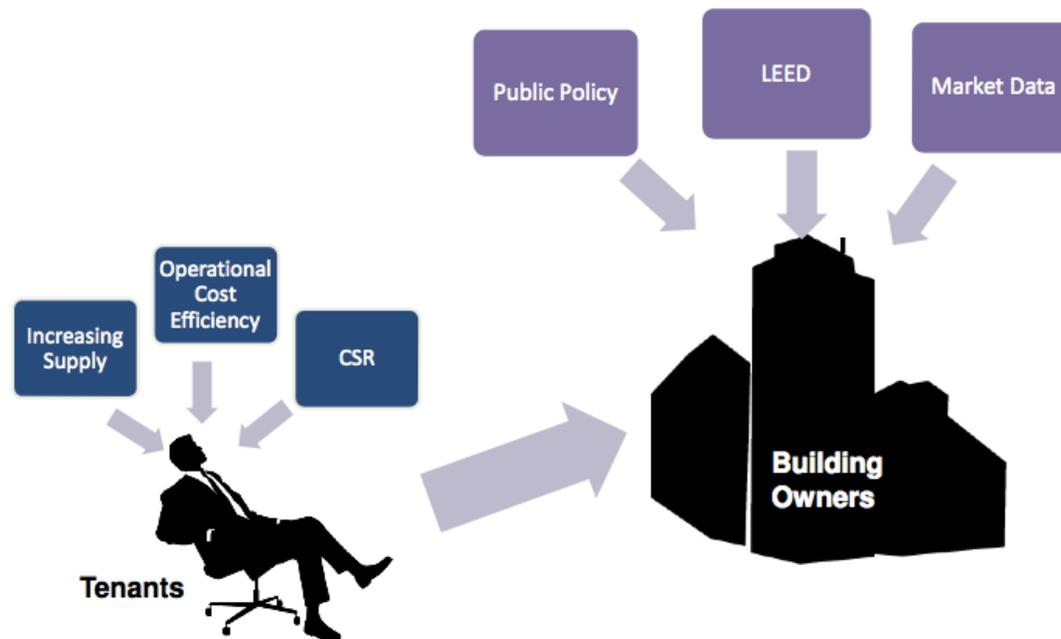 Public Policy
LEED
Market Data
Operational
Cost
Efficiency
Increasing
Supply
CSR
Building
Owners
Tenants